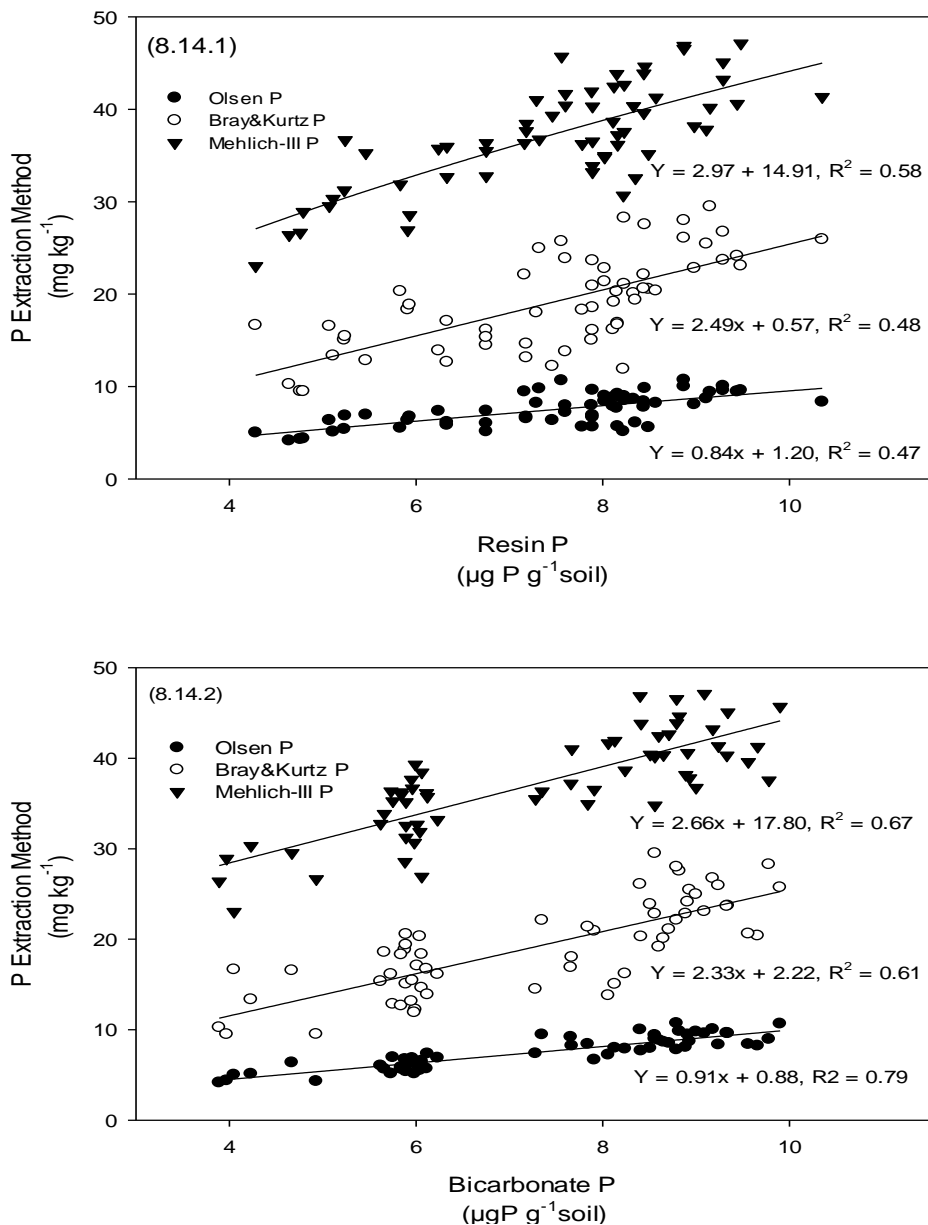 (8.14.1)
Olsen P
Bray&Kurtz P
Mehlich-III P
P Extraction Method
(mg kg⁻¹)
50
40
30
20
10
0
Y = 2.97 + 14.91, R² = 0.58
Y = 2.49x + 0.57, R² = 0.48
Y = 0.84x + 1.20, R² = 0.47
4 6 8 10
Resin P
(µg P g⁻¹soil)
(8.14.2)
Olsen P
Bray&Kurtz P
Mehlich-III P
P Extraction Method
(mg kg⁻¹)
50
40
30
20
10
0
Y = 2.66x + 17.80, R² = 0.67
Y = 2.33x + 2.22, R² = 0.61
Y = 0.91x + 0.88, R2 = 0.79
4 6 8 10
Bicarbonate P
(µgP g⁻¹soil)